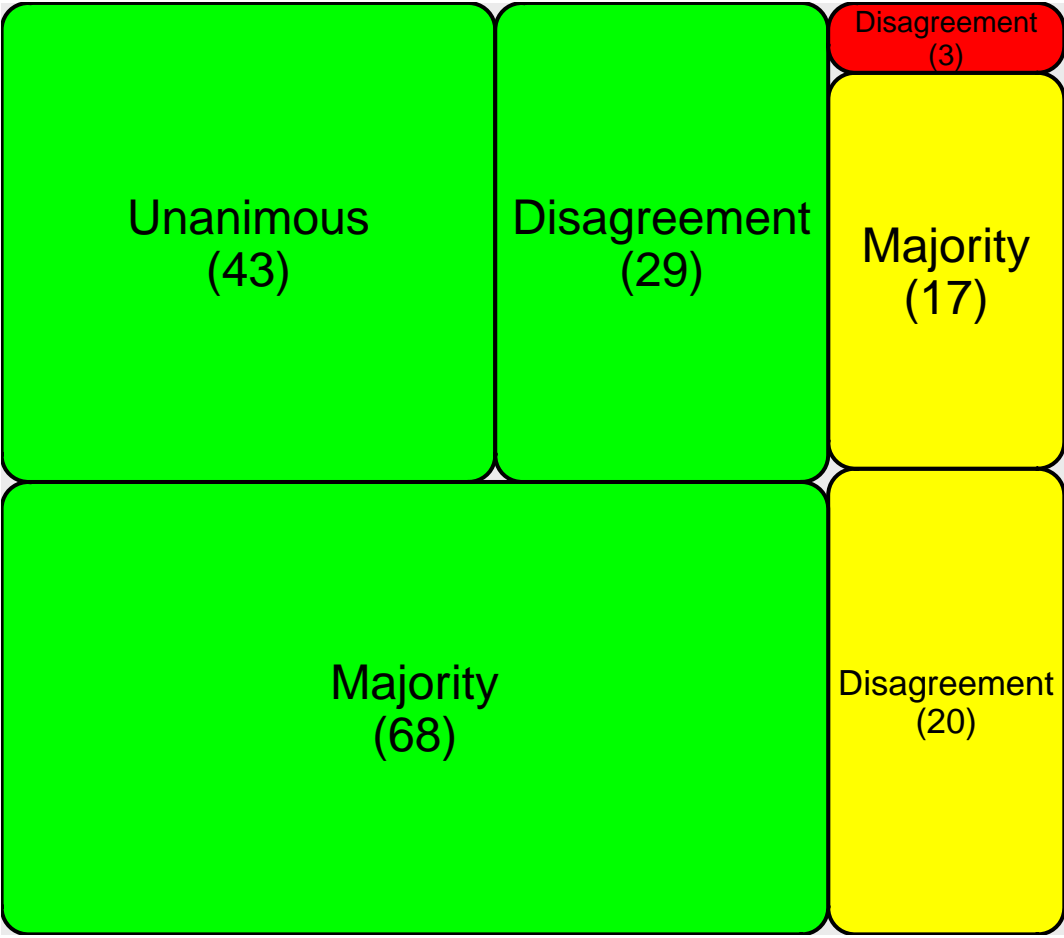 Unanimous
(43)
Disagreement
(29)
Disagreement
(3)
Majority
(17)
Majority
(68)
Disagreement
(20)